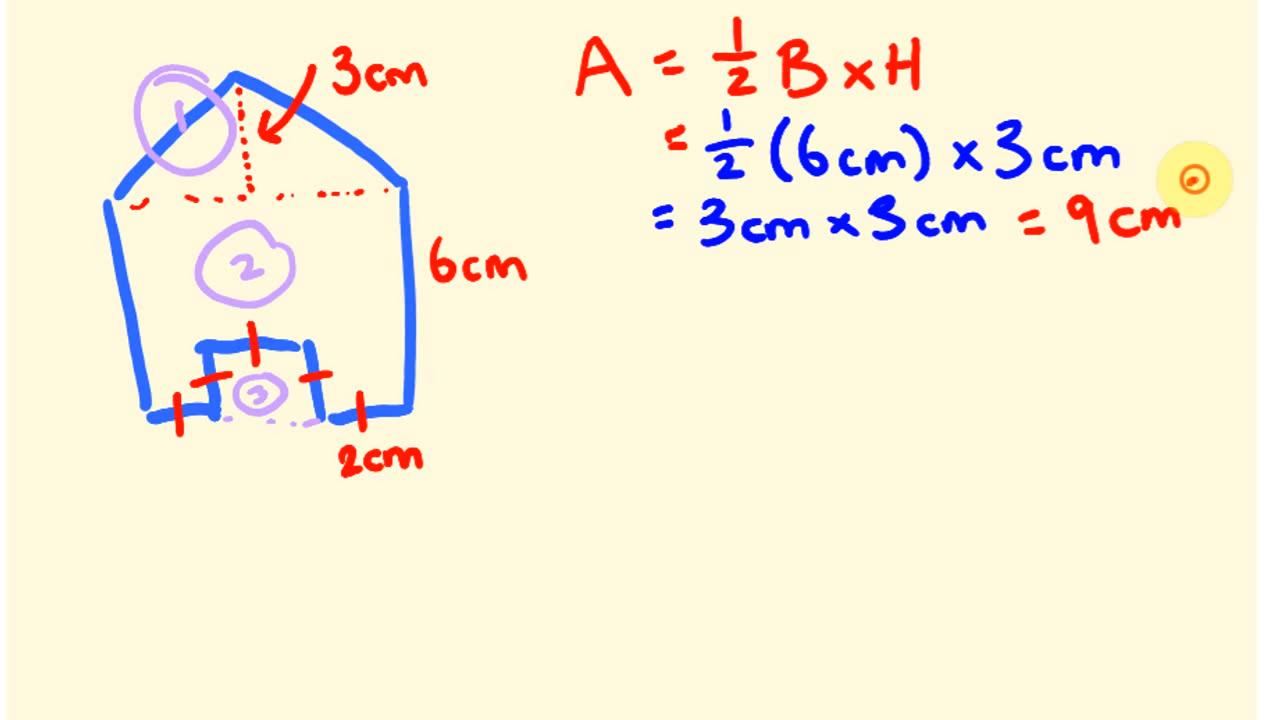 3cm
1
2
6cm
3
2cm
A = 1/2 B x H
= 1/2 (6cm) x 3cm
= 3cm x 3cm = 9cm